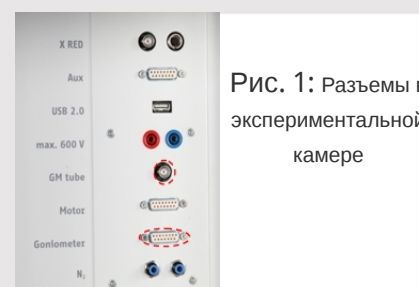 X RED
Aux
USB 2.0
max. 600 V
GM tube
Motor
Goniometer
N₂
Рис. 1: Разъемы
экспериментальной
камере